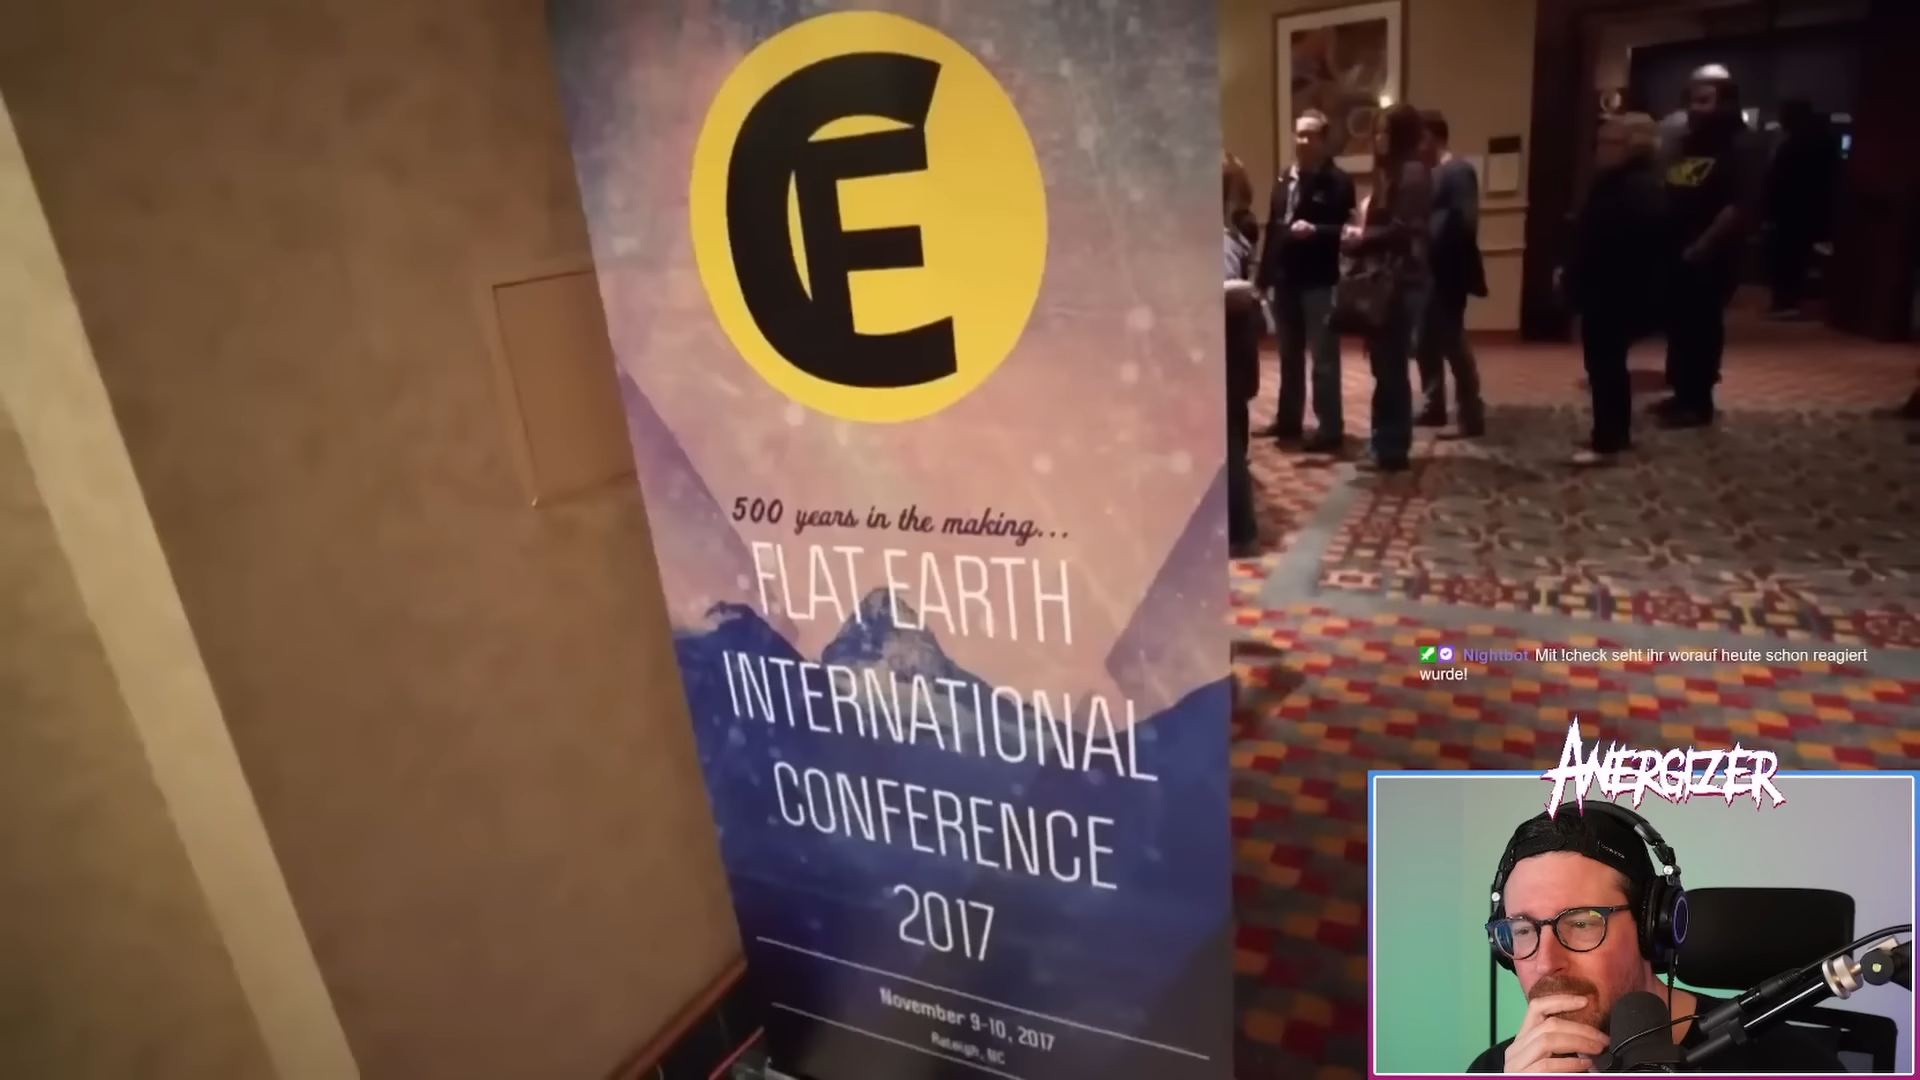 500 years in the making...
FLAT EARTH
INTERNATIONAL
CONFERENCE
2017
November 9-10, 2017
Raleigh, NC
Nightbot Mit !check seht ihr worauf heute schon reagiert
wurde!
ANERGIZER